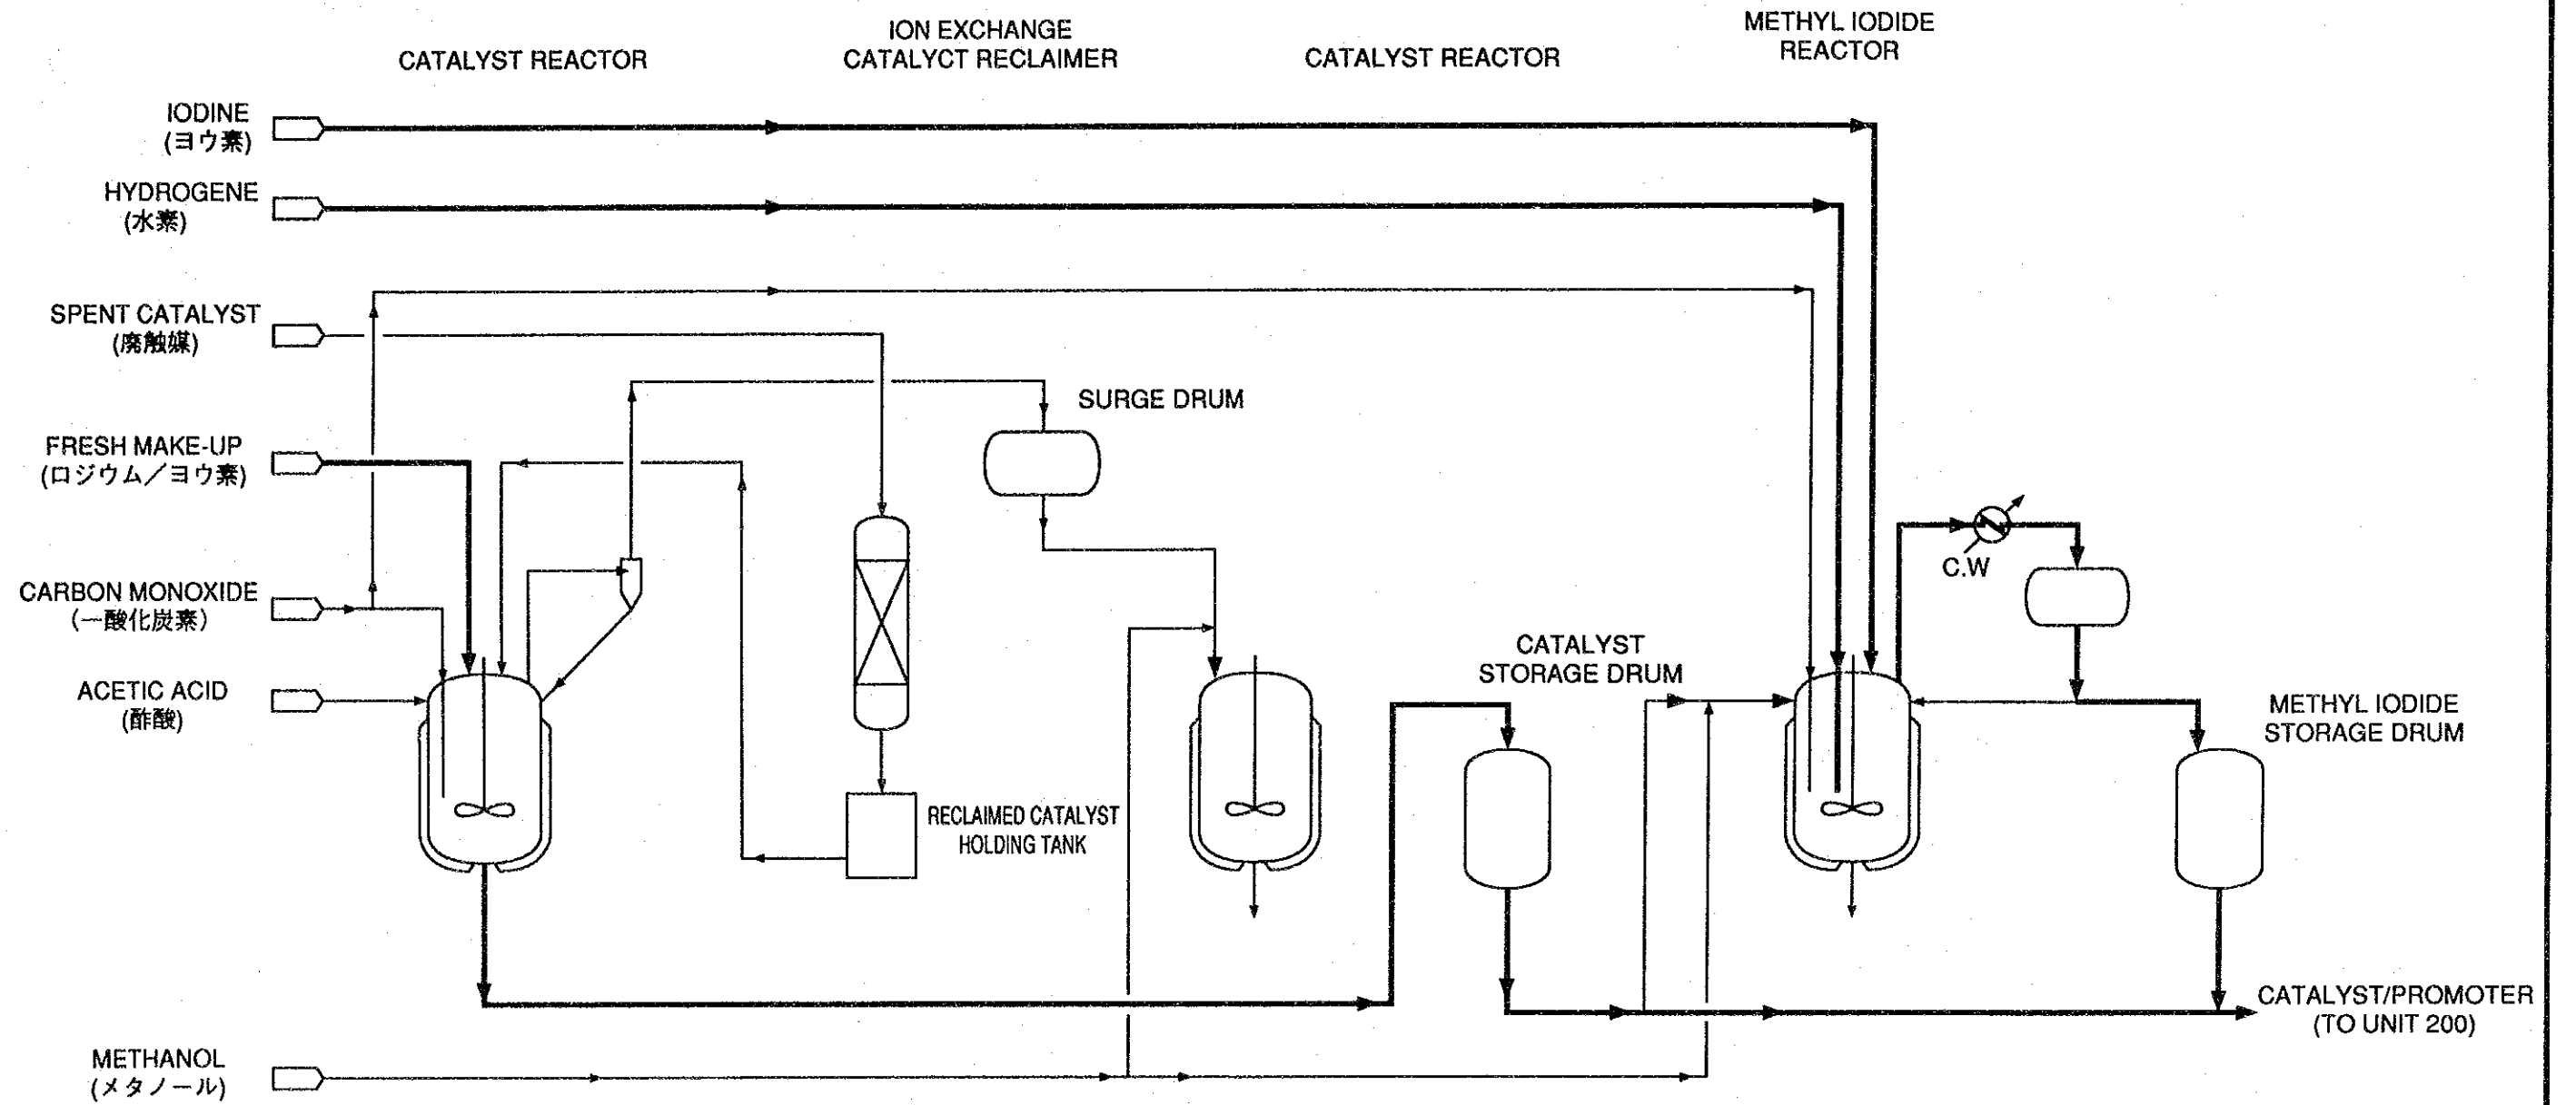 CATALYST REACTOR
ION EXCHANGE
CATALYCT RECLAIMER
CATALYST REACTOR
METHYL IODIDE
REACTOR
IODINE
(ヨウ素)
HYDROGENE
(水素)
SPENT CATALYST
(廃触媒)
SURGE DRUM
FRESH MAKE-UP
(ロジウム／ヨウ素)
C.W
CARBON MONOXIDE
(一酸化炭素)
ACETIC ACID
(酢酸)
CATALYST
STORAGE DRUM
METHYL IODIDE
STORAGE DRUM
RECLAIMED CATALYST
HOLDING TANK
CATALYST/PROMOTER
(TO UNIT 200)
METHANOL
(メタノール)